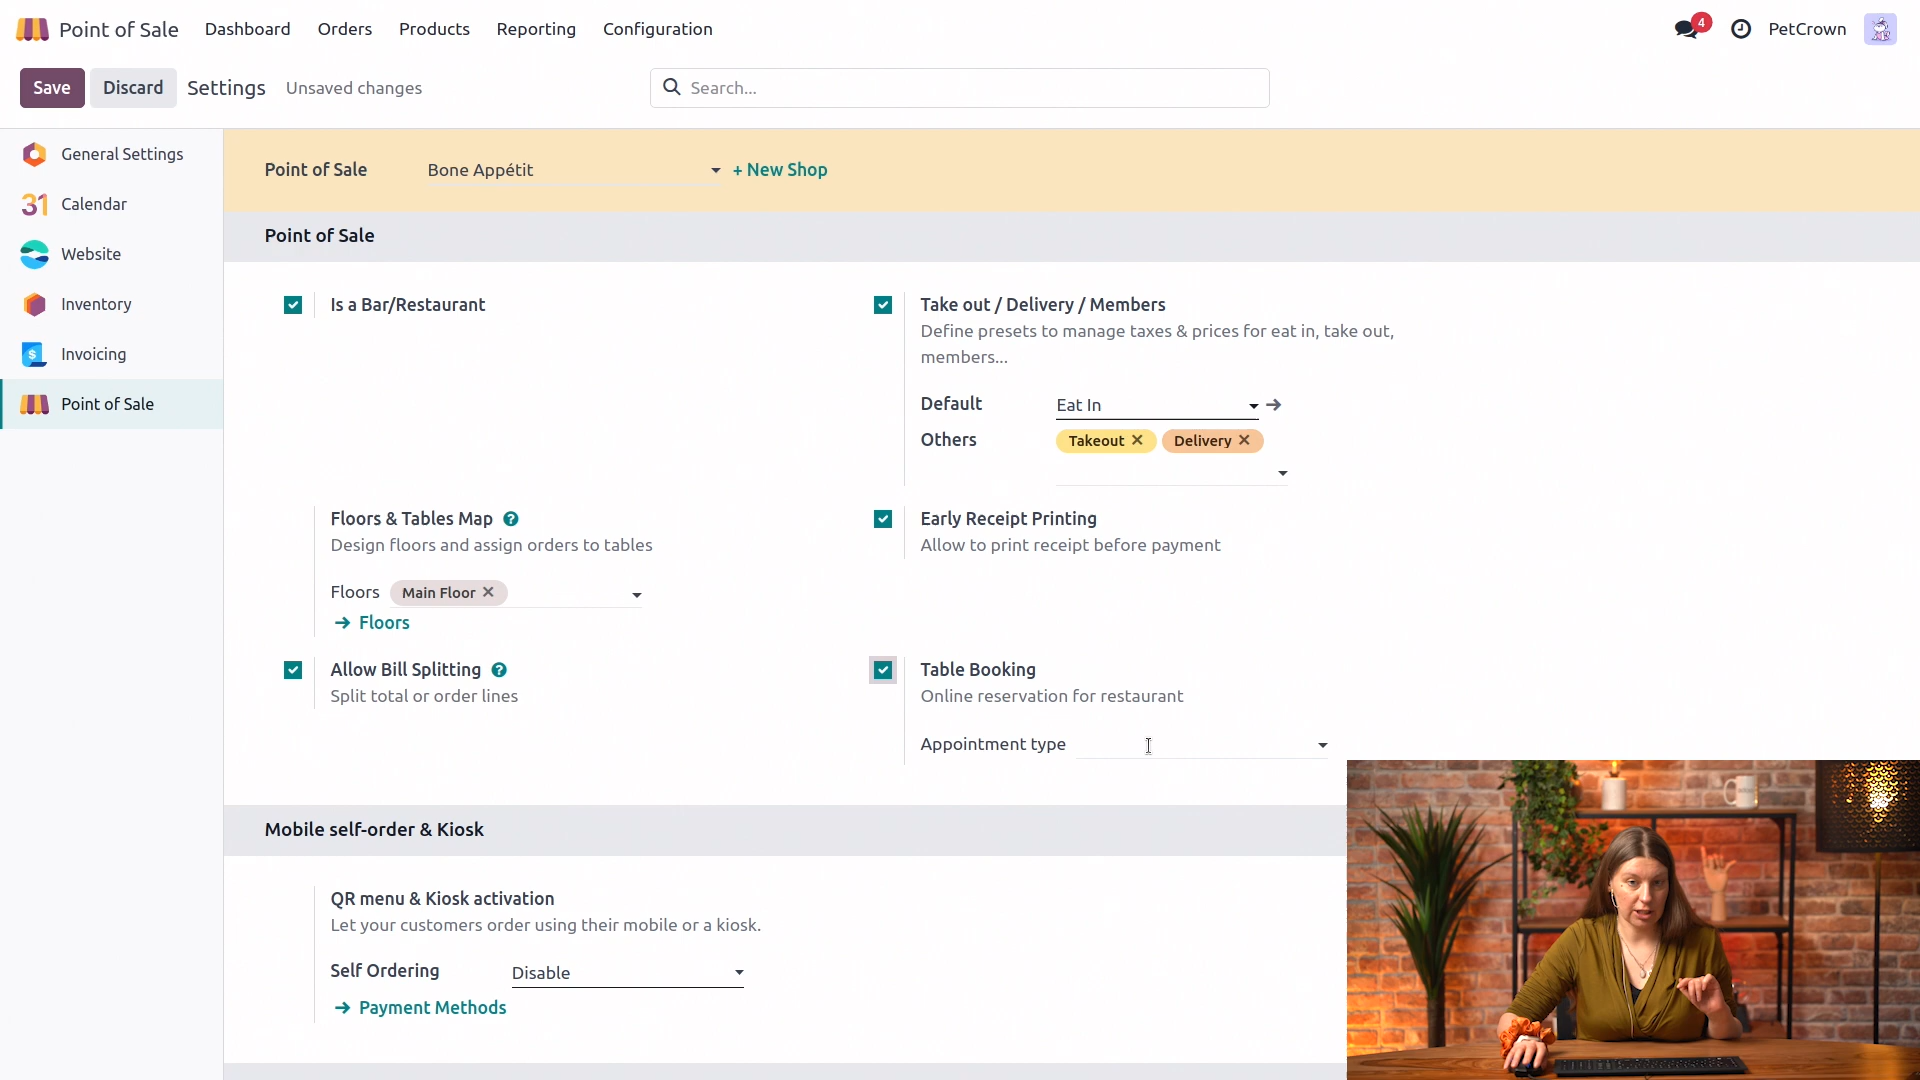 Point of Sale Dashboard Orders Products Reporting Configuration 4 PetCrown
Save Discard Settings Unsaved changes Search...
General Settings
31 Calendar
Website
Inventory
$ Invoicing
Point of Sale
Point of Sale Bone Appétit + New Shop
Point of Sale
Is a Bar/Restaurant
Take out / Delivery / Members
Define presets to manage taxes & prices for eat in, take out,
members...
Default Eat In
Others Takeout Delivery
Floors & Tables Map ?
Design floors and assign orders to tables
Floors Main Floor
Floors
Early Receipt Printing
Allow to print receipt before payment
Allow Bill Splitting ?
Split total or order lines
Table Booking
Online reservation for restaurant
Appointment type
Mobile self-order & Kiosk
QR menu & Kiosk activation
Let your customers order using their mobile or a kiosk.
Self Ordering Disable
Payment Methods